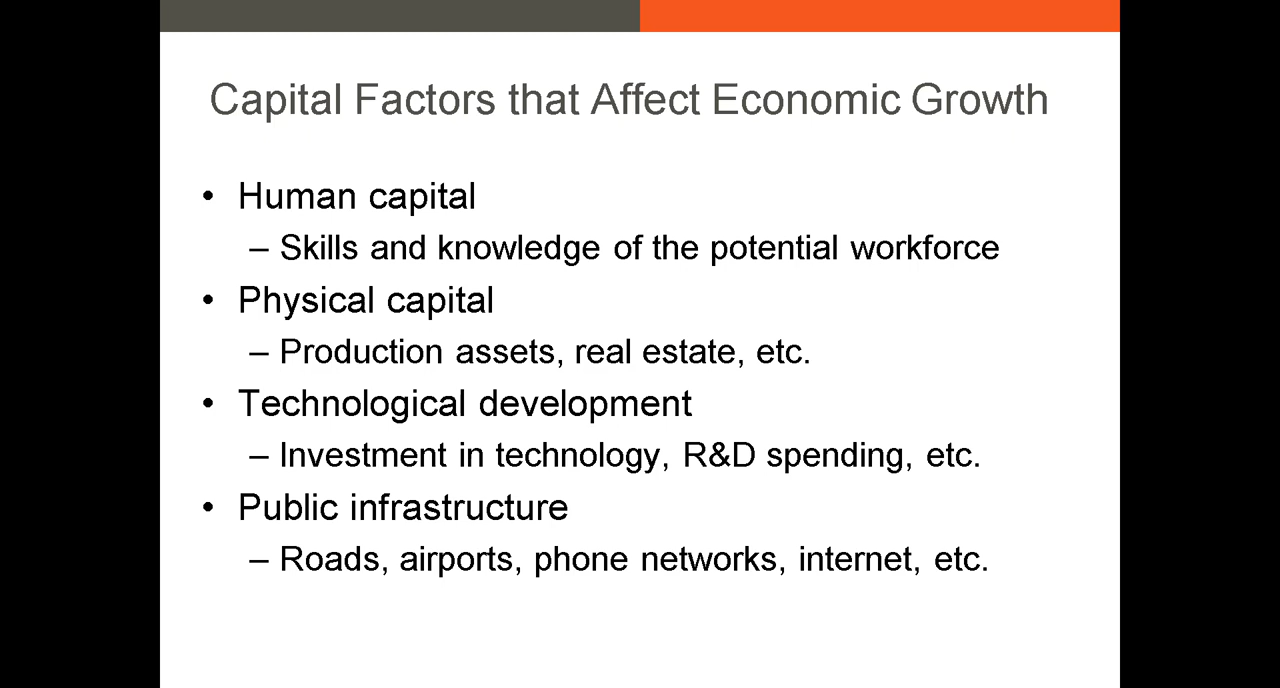 Capital Factors that Affect Economic Growth
• Human capital
– Skills and knowledge of the potential workforce
• Physical capital
– Production assets, real estate, etc.
• Technological development
– Investment in technology, R&D spending, etc.
• Public infrastructure
– Roads, airports, phone networks, internet, etc.